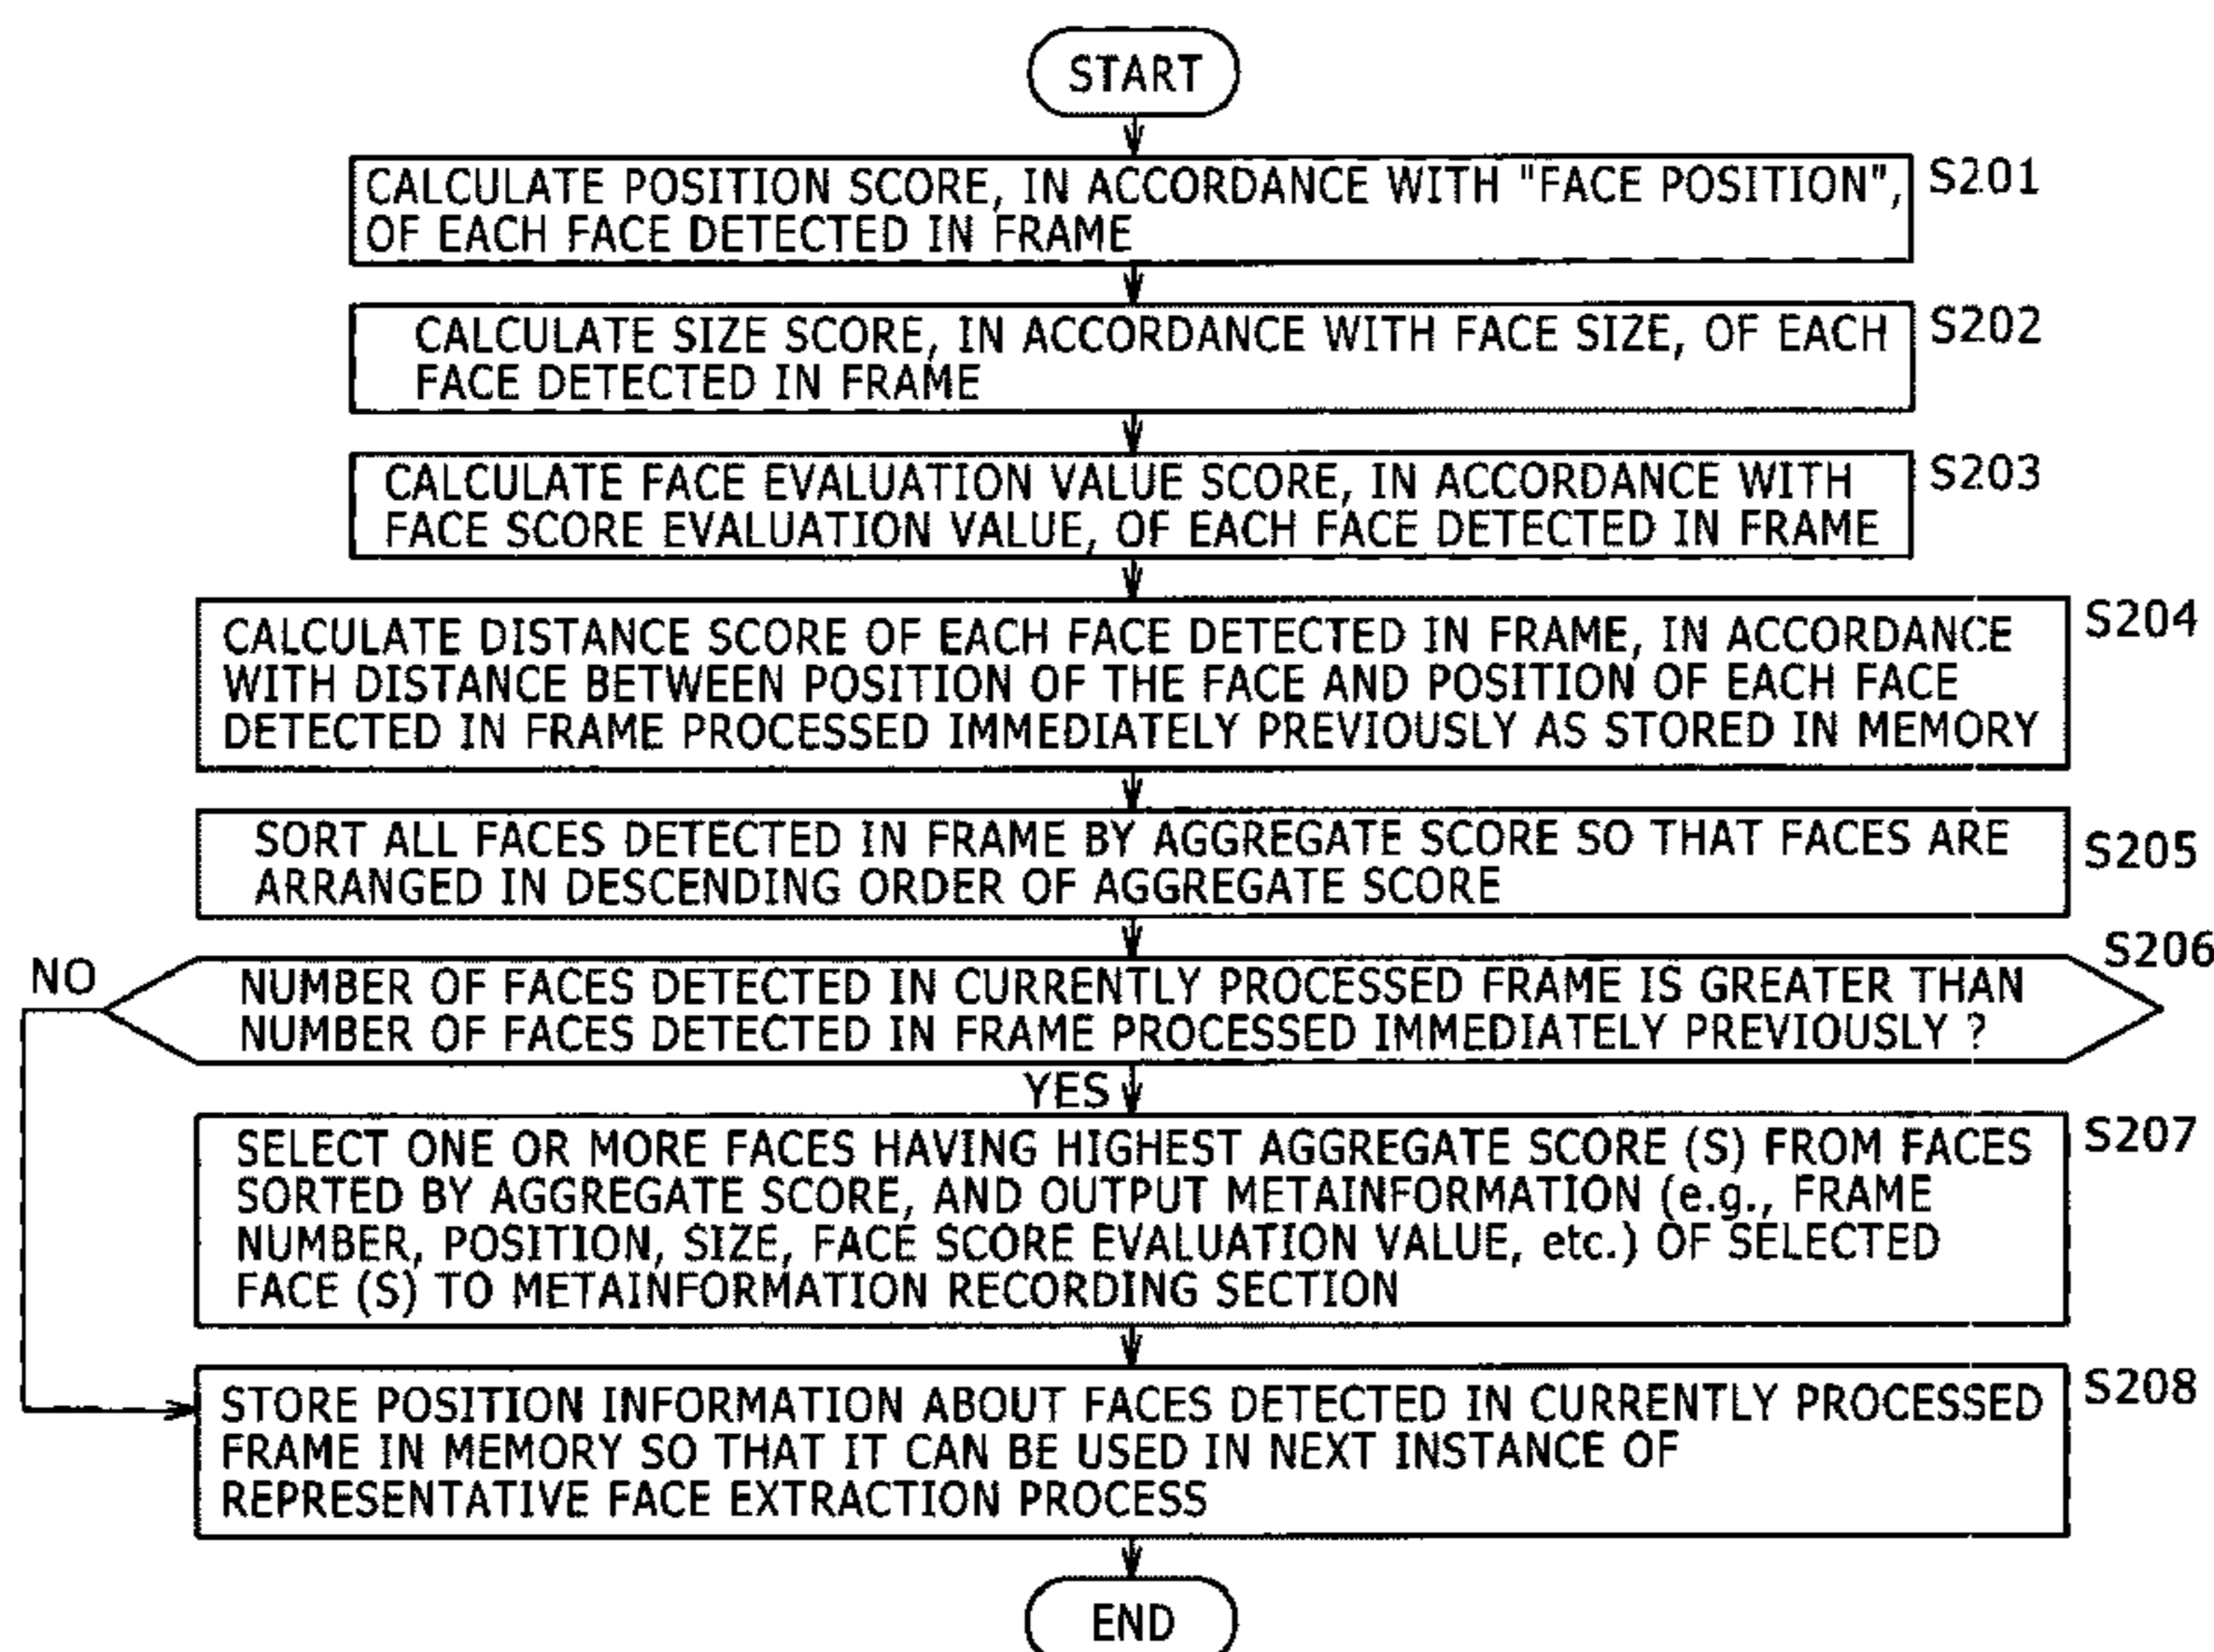 START
CALCULATE POSITION SCORE, IN ACCORDANCE WITH "FACE POSITION",
OF EACH FACE DETECTED IN FRAME
S201
CALCULATE SIZE SCORE, IN ACCORDANCE WITH FACE SIZE, OF EACH
FACE DETECTED IN FRAME
S202
CALCULATE FACE EVALUATION VALUE SCORE, IN ACCORDANCE WITH
FACE SCORE EVALUATION VALUE, OF EACH FACE DETECTED IN FRAME
S203
CALCULATE DISTANCE SCORE OF EACH FACE DETECTED IN FRAME, IN ACCORDANCE
WITH DISTANCE BETWEEN POSITION OF THE FACE AND POSITION OF EACH FACE
DETECTED IN FRAME PROCESSED IMMEDIATELY PREVIOUSLY AS STORED IN MEMORY
S204
SORT ALL FACES DETECTED IN FRAME BY AGGREGATE SCORE SO THAT FACES ARE
ARRANGED IN DESCENDING ORDER OF AGGREGATE SCORE
S205
NUMBER OF FACES DETECTED IN CURRENTLY PROCESSED FRAME IS GREATER THAN
NUMBER OF FACES DETECTED IN FRAME PROCESSED IMMEDIATELY PREVIOUSLY ?
S206
NO
YES
SELECT ONE OR MORE FACES HAVING HIGHEST AGGREGATE SCORE (S) FROM FACES
SORTED BY AGGREGATE SCORE, AND OUTPUT METAINFORMATION (e.g., FRAME
NUMBER, POSITION, SIZE, FACE SCORE EVALUATION VALUE, etc.) OF SELECTED
FACE (S) TO METAINFORMATION RECORDING SECTION
S207
STORE POSITION INFORMATION ABOUT FACES DETECTED IN CURRENTLY PROCESSED
FRAME IN MEMORY SO THAT IT CAN BE USED IN NEXT INSTANCE OF
REPRESENTATIVE FACE EXTRACTION PROCESS
S208
END